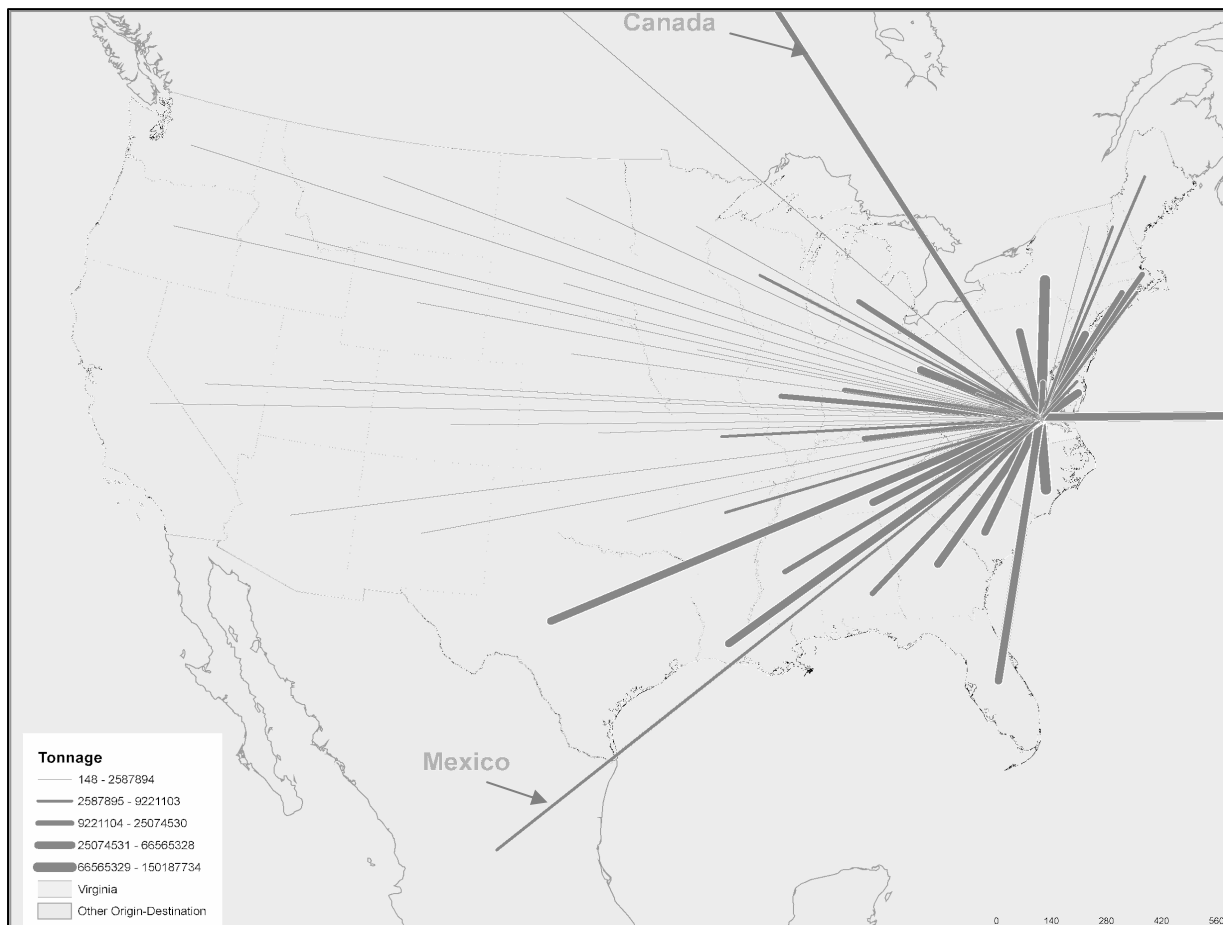 Canada
Mexico
Tonnage
148 - 2587894
2587895 - 9221103
9221104 - 25074530
25074531 - 66565328
66565329 - 150187734
Virginia
Other Origin-Destination
0 140 280 420 560